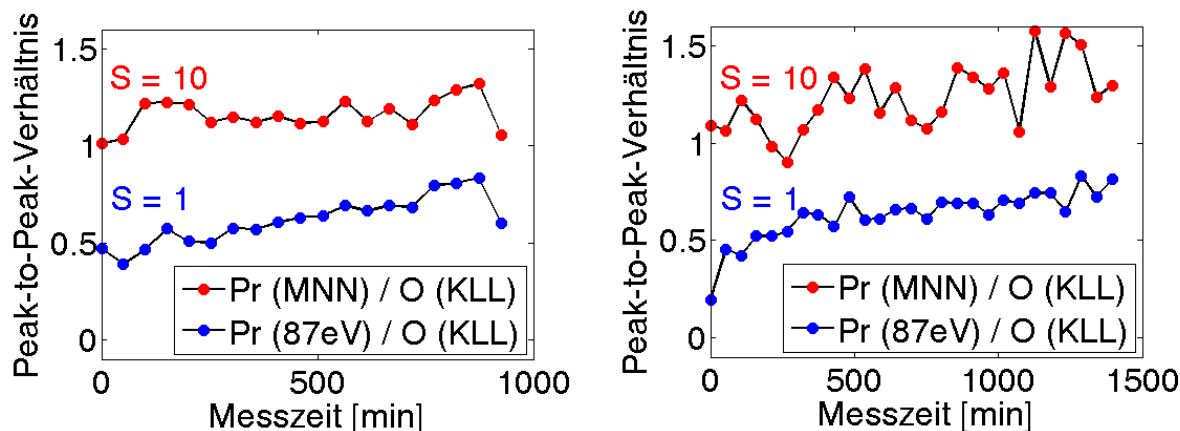 Peak-to-Peak-Verhältnis
1.5
1
0.5
0
S = 10
S = 1
Pr (MNN) / O (KLL)
Pr (87eV) / O (KLL)
0
500
1000
Messzeit [min]
Peak-to-Peak-Verhältnis
1.5
1
0.5
0
S = 10
S = 1
Pr (MNN) / O (KLL)
Pr (87eV) / O (KLL)
0
500
1000
1500
Messzeit [min]